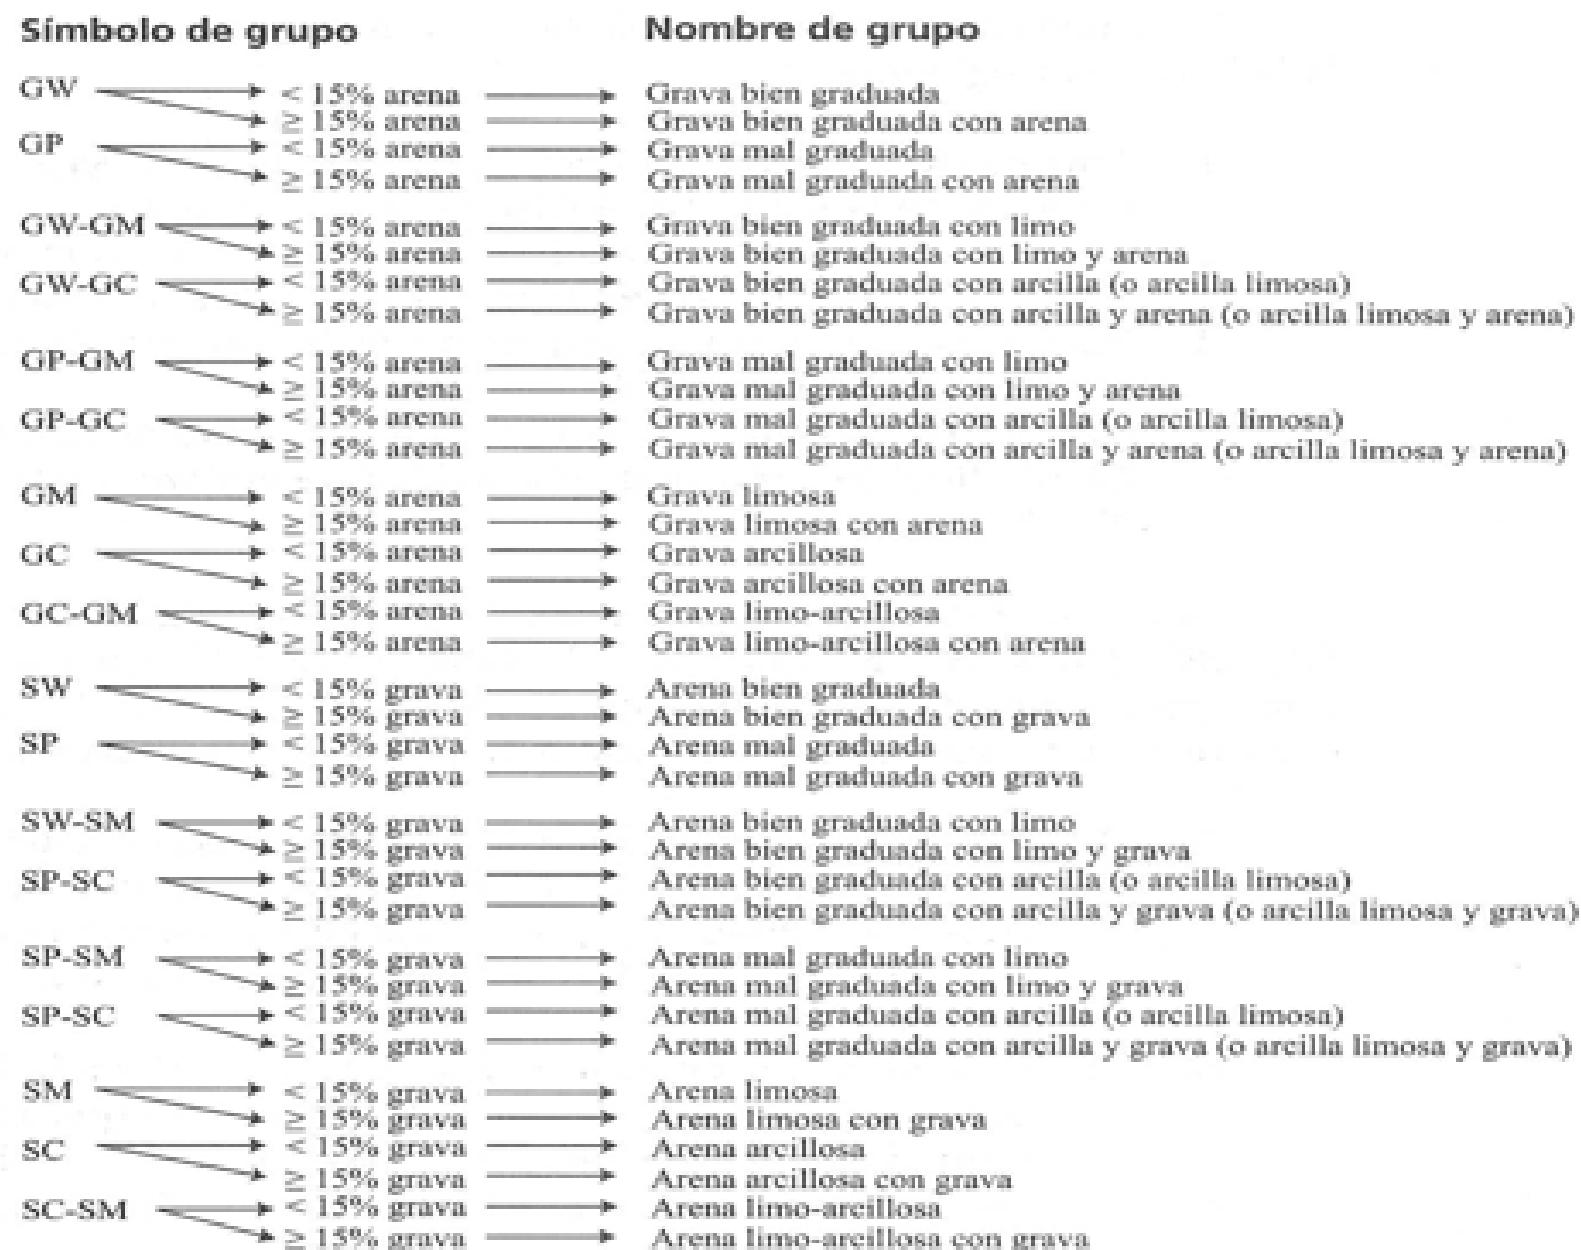 Símbolo de grupo Nombre de grupo
GW < 15% arena Grava bien graduada
≥ 15% arena Grava bien graduada con arena
GP < 15% arena Grava mal graduada
≥ 15% arena Grava mal graduada con arena
GW-GM < 15% arena Grava bien graduada con limo
≥ 15% arena Grava bien graduada con limo y arena
GW-GC < 15% arena Grava bien graduada con arcilla (o arcilla limosa)
≥ 15% arena Grava bien graduada con arcilla y arena (o arcilla limosa y arena)
GP-GM < 15% arena Grava mal graduada con limo
≥ 15% arena Grava mal graduada con limo y arena
GP-GC < 15% arena Grava mal graduada con arcilla (o arcilla limosa)
≥ 15% arena Grava mal graduada con arcilla y arena (o arcilla limosa y arena)
GM < 15% arena Grava limosa
≥ 15% arena Grava limosa con arena
GC < 15% arena Grava arcillosa
≥ 15% arena Grava arcillosa con arena
GC-GM < 15% arena Grava limo-arcillosa
≥ 15% arena Grava limo-arcillosa con arena
SW < 15% grava Arena bien graduada
≥ 15% grava Arena bien graduada con grava
SP < 15% grava Arena mal graduada
≥ 15% grava Arena mal graduada con grava
SW-SM < 15% grava Arena bien graduada con limo
≥ 15% grava Arena bien graduada con limo y grava
SP-SC < 15% grava Arena bien graduada con arcilla (o arcilla limosa)
≥ 15% grava Arena bien graduada con arcilla y grava (o arcilla limosa y grava)
SP-SM < 15% grava Arena mal graduada con limo
≥ 15% grava Arena mal graduada con limo y grava
SP-SC < 15% grava Arena mal graduada con arcilla (o arcilla limosa)
≥ 15% grava Arena mal graduada con arcilla y grava (o arcilla limosa y grava)
SM < 15% grava Arena limosa
≥ 15% grava Arena limosa con grava
SC < 15% grava Arena arcillosa
≥ 15% grava Arena arcillosa con grava
SC-SM < 15% grava Arena limo-arcillosa
≥ 15% grava Arena limo-arcillosa con grava